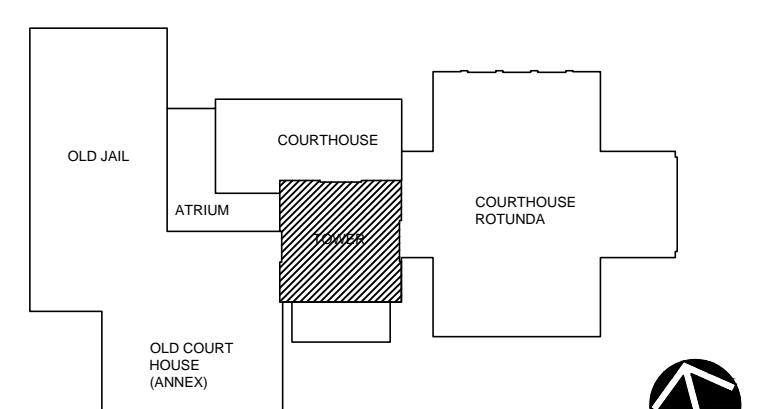 COURTHOUSE
OLD JAIL
COURTHOUSE
ROTUNDA
ATRIUM
TOWER
OLD COURT
HOUSE
(ANNEX)